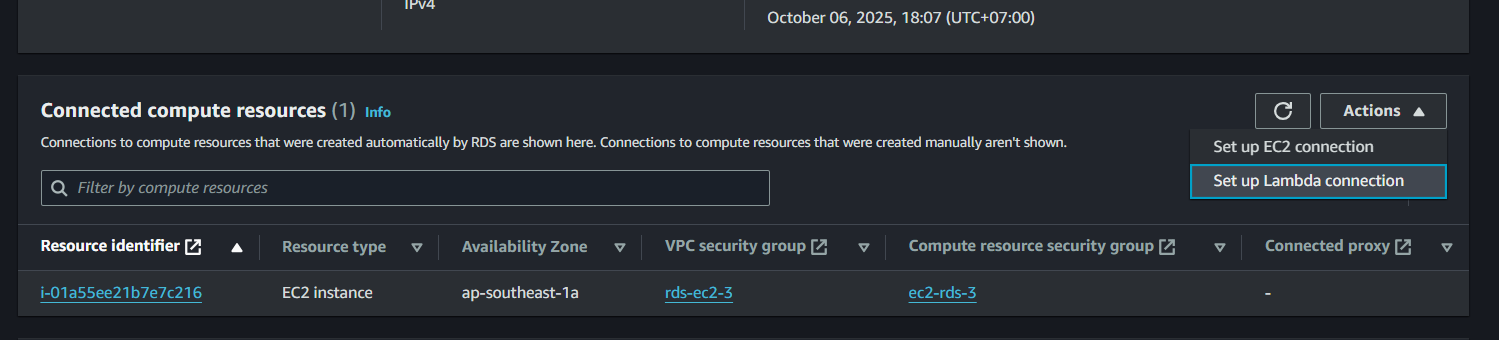 IPv4
October 06, 2025, 18:07 (UTC+07:00)
Connected compute resources (1) Info
Actions
Connections to compute resources that were created automatically by RDS are shown here. Connections to compute resources that were created manually aren't shown.
Set up EC2 connection
Set up Lambda connection
Filter by compute resources
Resource identifier Resource type Availability Zone VPC security group Compute resource security group Connected proxy
i-01a55ee21b7e7c216 EC2 instance ap-southeast-1a rds-ec2-3 ec2-rds-3 -